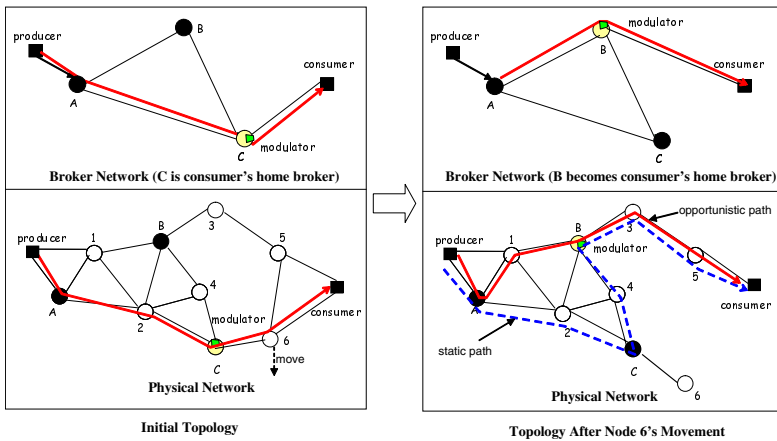 producer
B
A
consumer
C
modulator
Broker Network (C is consumer's home broker)
producer
1
B
3
5
A
2
4
modulator
6
consumer
C
move
Physical Network
Initial Topology
modulator
producer
B
consumer
A
C
Broker Network (B becomes consumer's home broker)
opportunistic path
producer
1
B
3
modulator
5
A
4
consumer
2
static path
C
6
Physical Network
Topology After Node 6's Movement